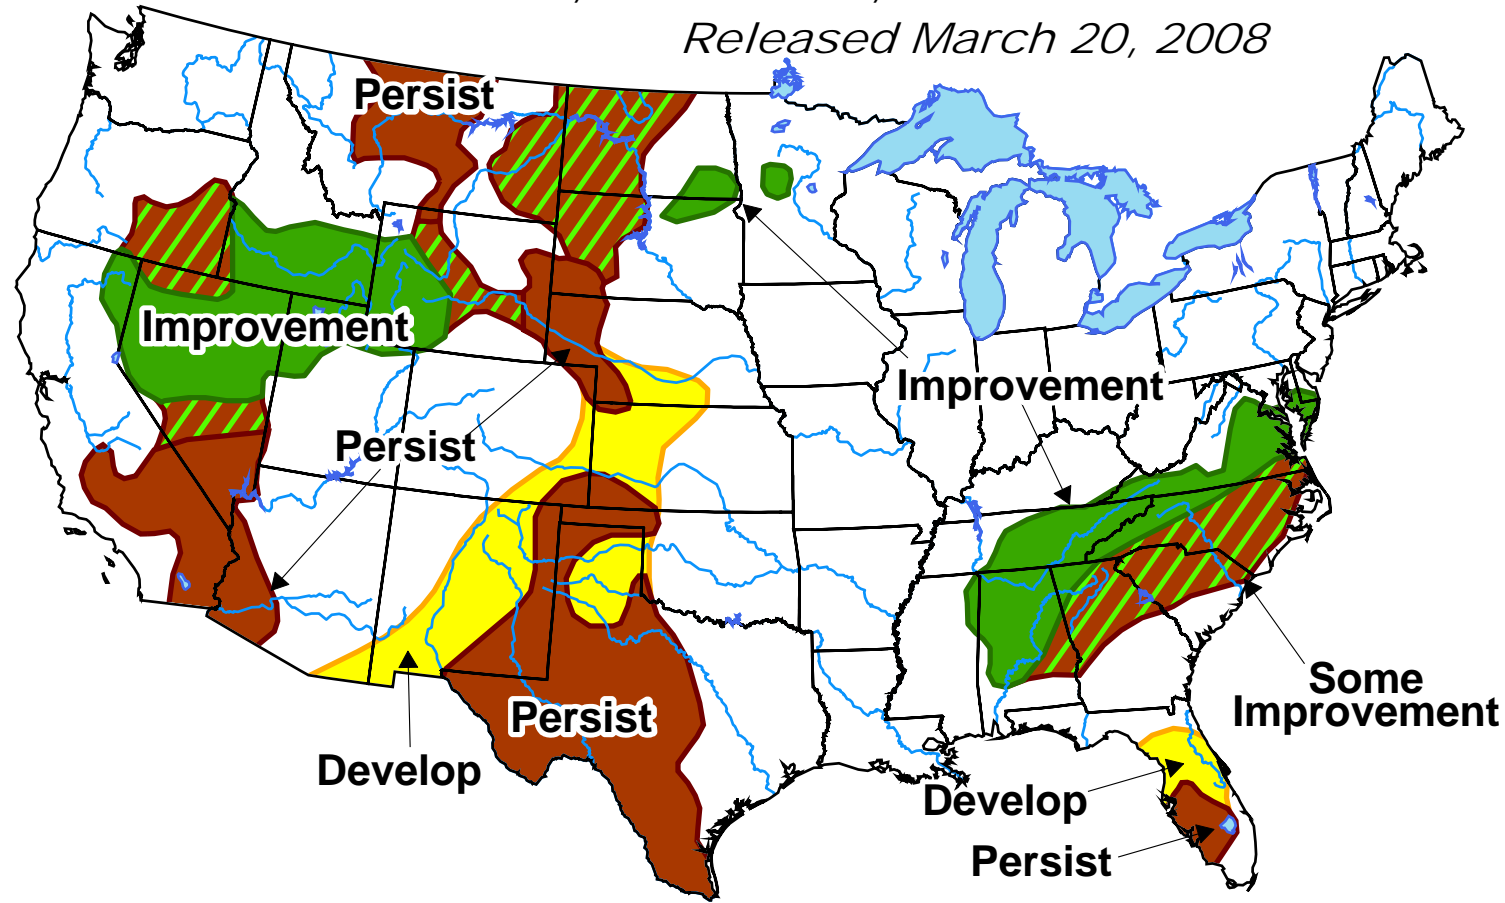 Released March 20, 2008
Persist
Improvement
Improvement
Persist
Some
Improvement
Persist
Develop
Develop
Persist